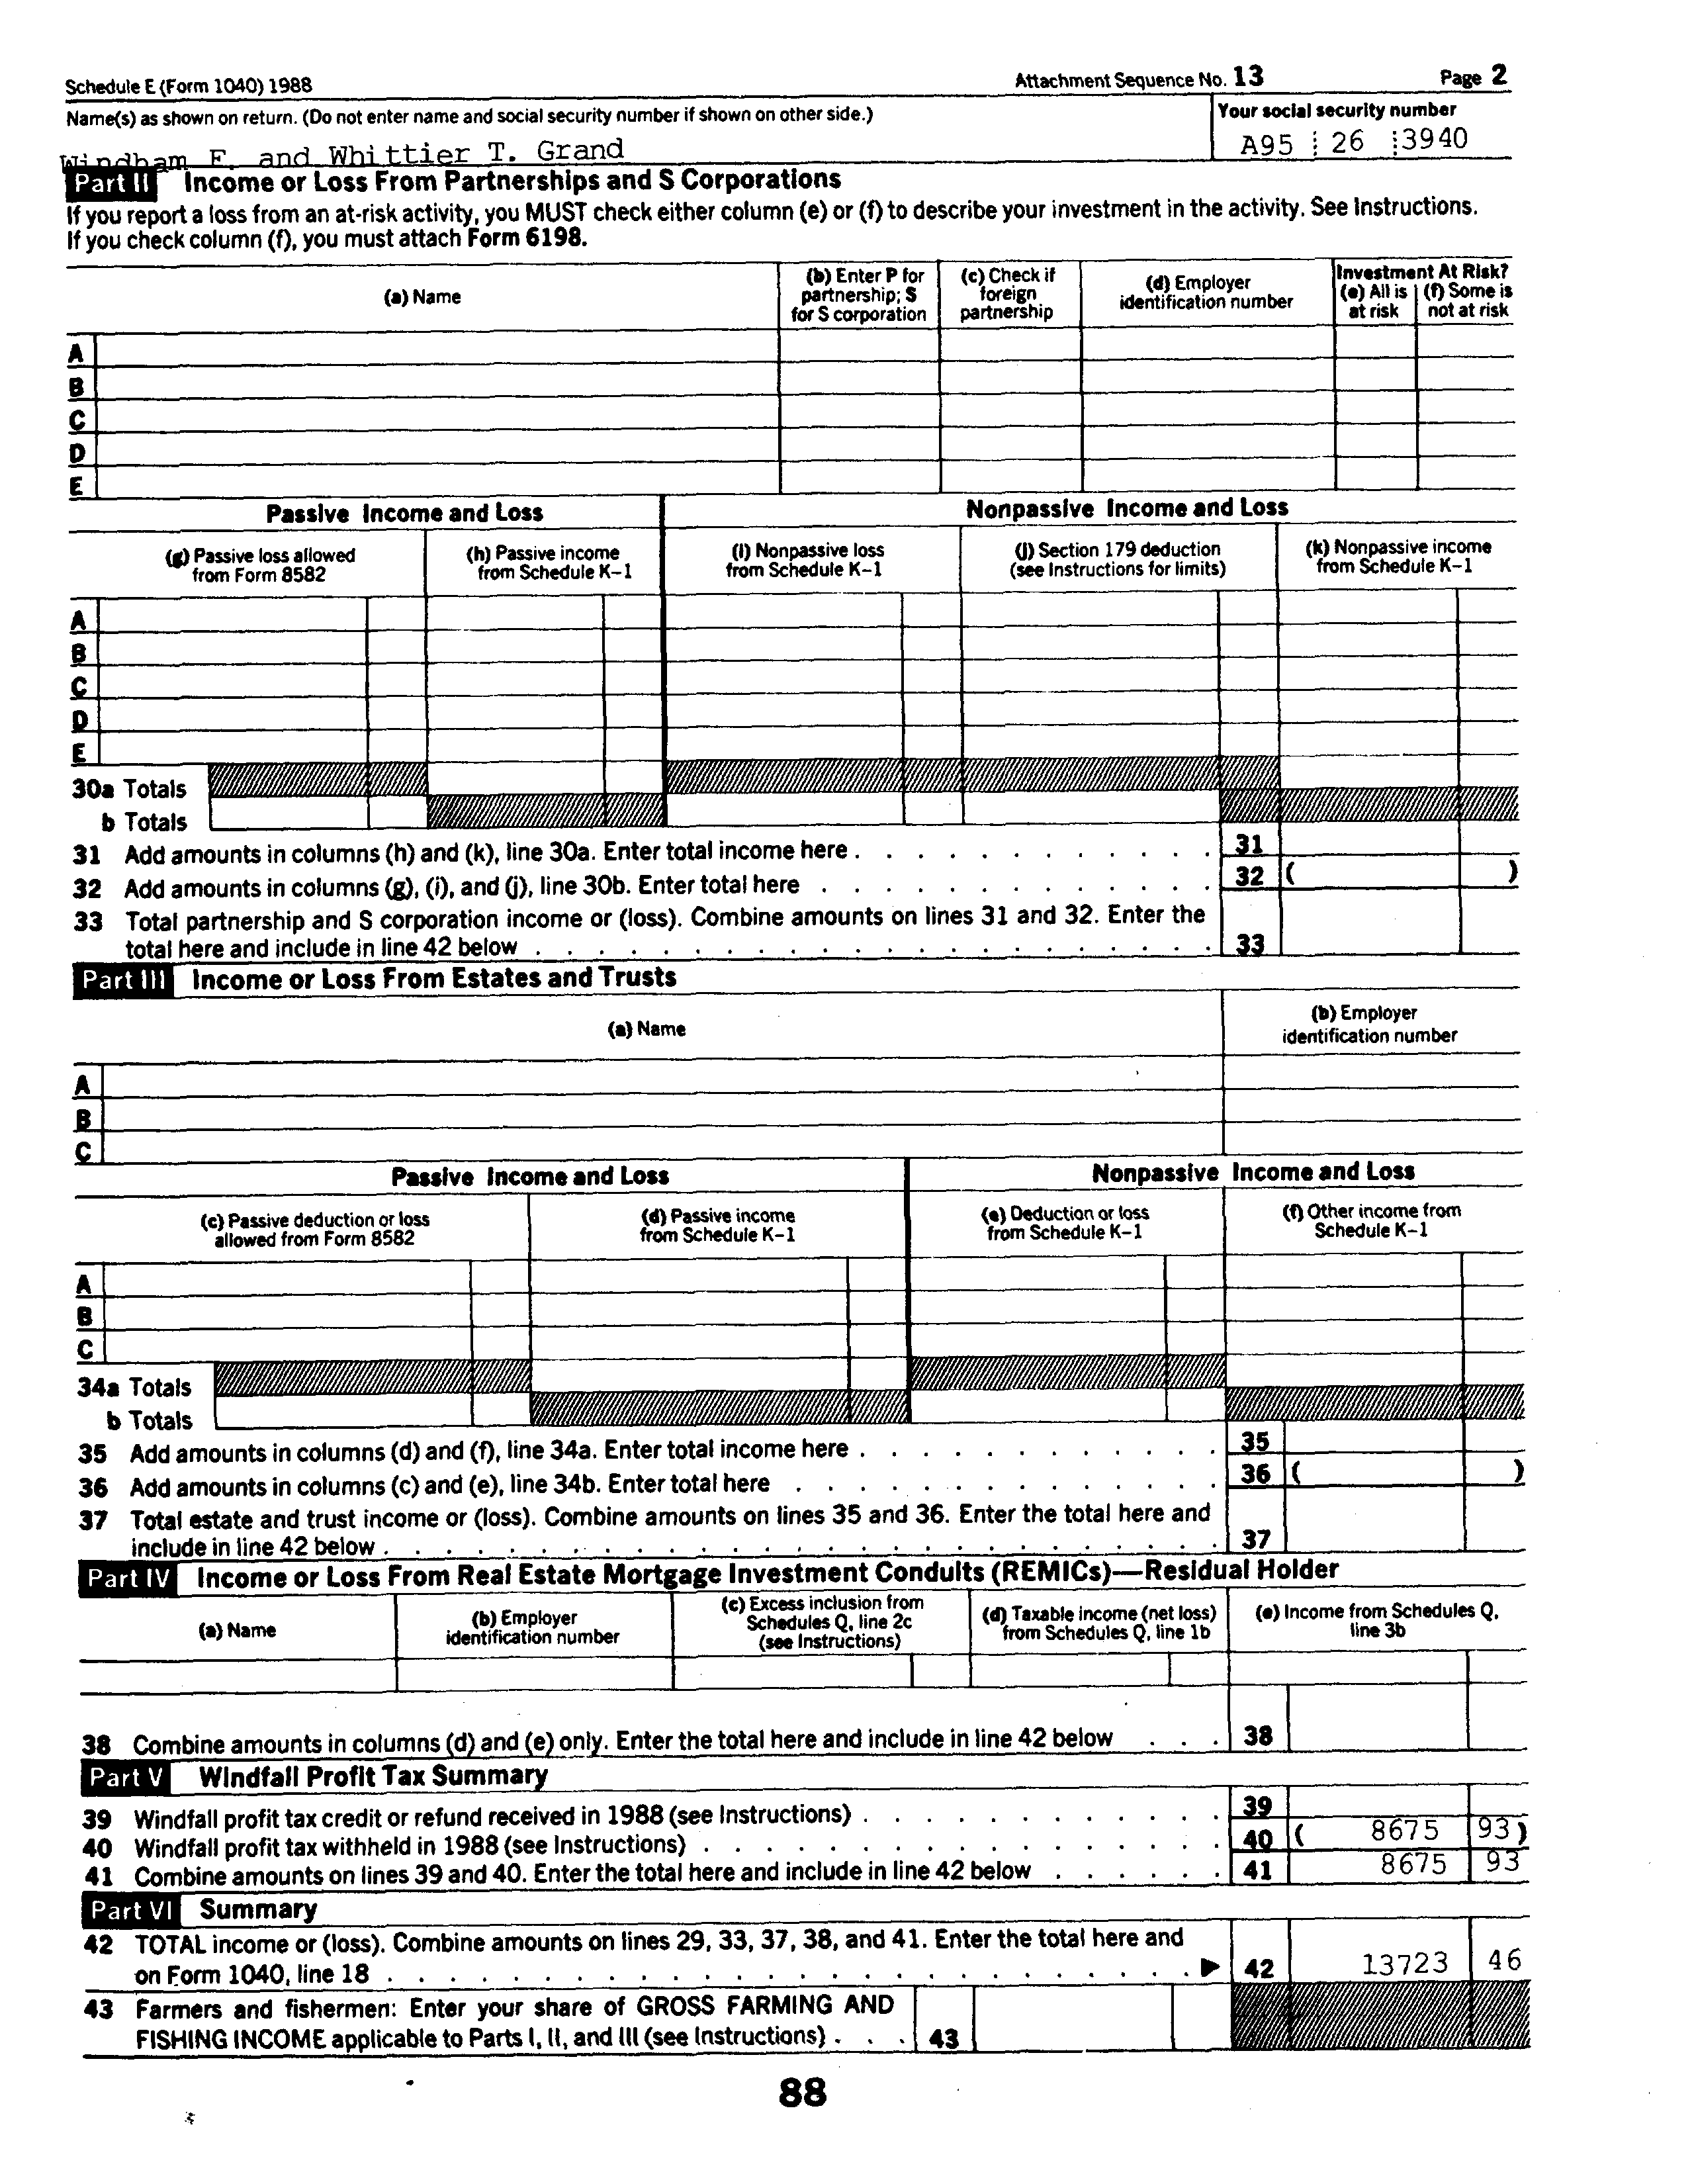 Schedule E (Form 1040) 1988 Attachment Sequence No. 13 Page 2
Name(s) as shown on return. (Do not enter name and social security number if shown on other side.) Your social security number
Windham F. and Whittier T. Grand A95 26 3940
Part II Income or Loss From Partnerships and S Corporations
If you report a loss from an at-risk activity, you MUST check either column (e) or (f) to describe your investment in the activity. See Instructions.
If you check column (f), you must attach Form 6198.
(a) Name
(b) Enter P for
partnership; S
for S corporation
(c) Check if
foreign
partnership
(d) Employer
identification number
Investment At Risk?
(e) All is
at risk
(f) Some is
not at risk
A
B
C
D
E
Passive Income and Loss
Nonpassive Income and Loss
(g) Passive loss allowed
from Form 8582
(h) Passive income
from Schedule K–1
(i) Nonpassive loss
from Schedule K–1
(j) Section 179 deduction
(see Instructions for limits)
(k) Nonpassive income
from Schedule K–1
A
B
C
D
E
30a Totals
b Totals
31 Add amounts in columns (h) and (k), line 30a. Enter total income here . . . . . . . . . . . . 31
32 Add amounts in columns (g), (i), and (j), line 30b. Enter total here . . . . . . . . . . . . . 32 ( )
33 Total partnership and S corporation income or (loss). Combine amounts on lines 31 and 32. Enter the
total here and include in line 42 below . . . . . . . . . . . . . . . . . . . . . . 33
Part III Income or Loss From Estates and Trusts
(a) Name
(b) Employer
identification number
A
B
C
Passive Income and Loss
Nonpassive Income and Loss
(c) Passive deduction or loss
allowed from Form 8582
(d) Passive income
from Schedule K–1
(e) Deduction or loss
from Schedule K–1
(f) Other income from
Schedule K–1
A
B
C
34a Totals
b Totals
35 Add amounts in columns (d) and (f), line 34a. Enter total income here . . . . . . . . . . . . 35
36 Add amounts in columns (c) and (e), line 34b. Enter total here . . . . . . . . . . . . . . 36 ( )
37 Total estate and trust income or (loss). Combine amounts on lines 35 and 36. Enter the total here and
include in line 42 below . . . . . . . . . . . . . . . . . . . . . . . . . . 37
Part IV Income or Loss From Real Estate Mortgage Investment Conduits (REMICs)—Residual Holder
(a) Name
(b) Employer
identification number
(c) Excess inclusion from
Schedules Q, line 2c
(see Instructions)
(d) Taxable income (net loss)
from Schedules Q, line 1b
(e) Income from Schedules Q,
line 3b
38 Combine amounts in columns (d) and (e) only. Enter the total here and include in line 42 below . . . 38
Part V Windfall Profit Tax Summary
39 Windfall profit tax credit or refund received in 1988 (see Instructions) . . . . . . . . . . . . 39
40 Windfall profit tax withheld in 1988 (see Instructions) . . . . . . . . . . . . . . . . . 40 ( 8675 93 )
41 Combine amounts on lines 39 and 40. Enter the total here and include in line 42 below . . . . . . 41 8675 93
Part VI Summary
42 TOTAL income or (loss). Combine amounts on lines 29, 33, 37, 38, and 41. Enter the total here and
on Form 1040, line 18 . . . . . . . . . . . . . . . . . . . . . . . . . . ▶ 42 13723 46
43 Farmers and fishermen: Enter your share of GROSS FARMING AND
FISHING INCOME applicable to Parts I, II, and III (see Instructions) . . . 43
88